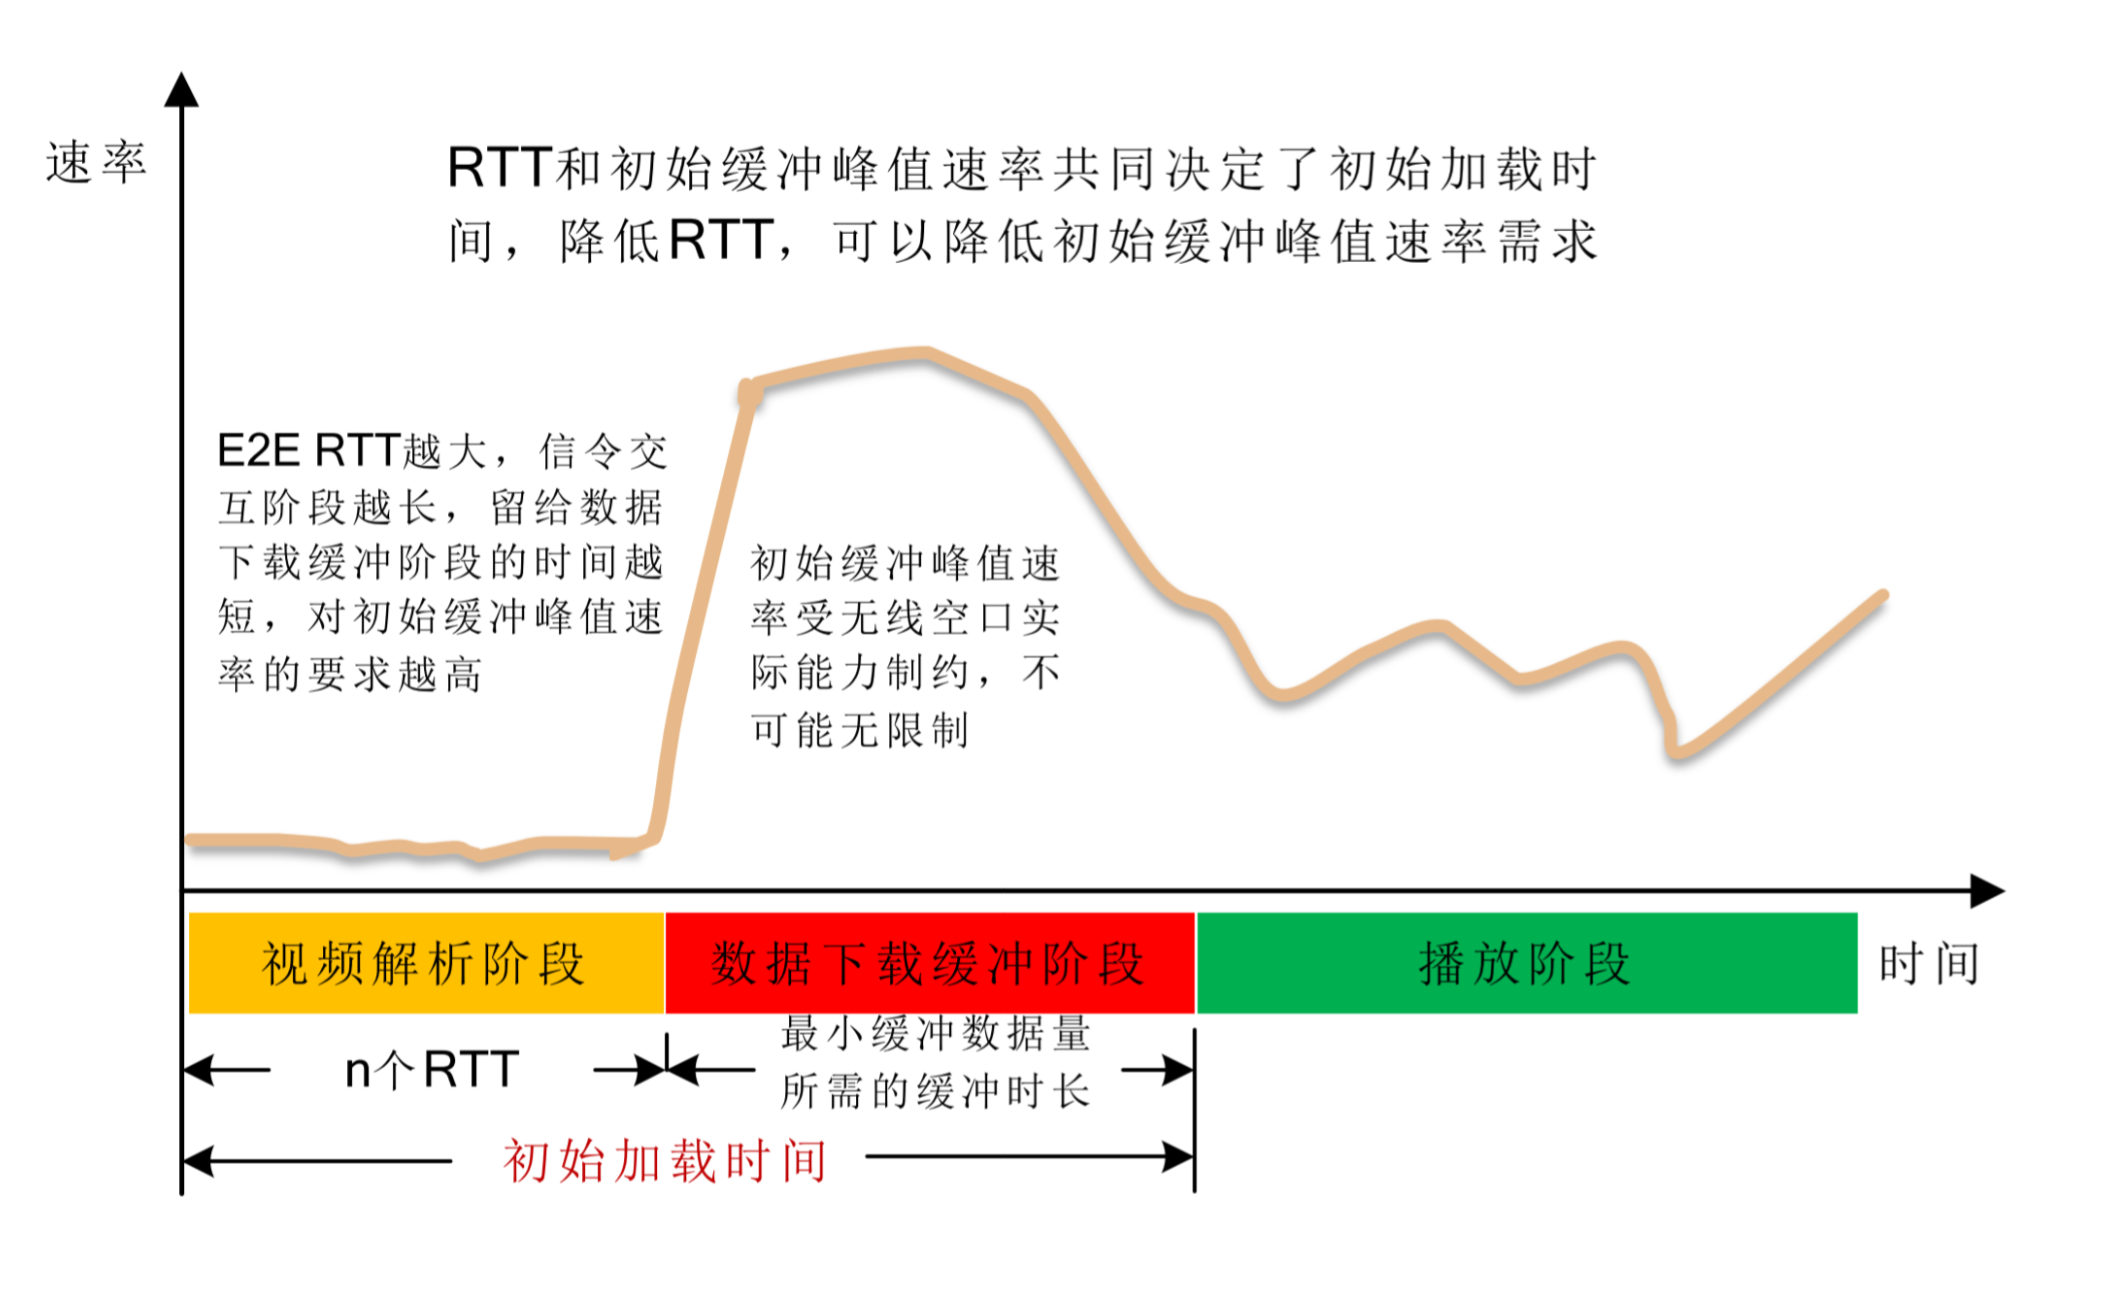 速率
RTT和初始缓冲峰值速率共同决定了初始加载时
间，降低RTT，可以降低初始缓冲峰值速率需求
E2E RTT越大，信令交
互阶段越长，留给数据
下载缓冲阶段的时间越
短，对初始缓冲峰值速
率的要求越高
初始缓冲峰值速
率受无线空口实
际能力制约，不
可能无限制
视频解析阶段
数据下载缓冲阶段
播放阶段
时间
n个RTT
最小缓冲数据量
所需的缓冲时长
初始加载时间